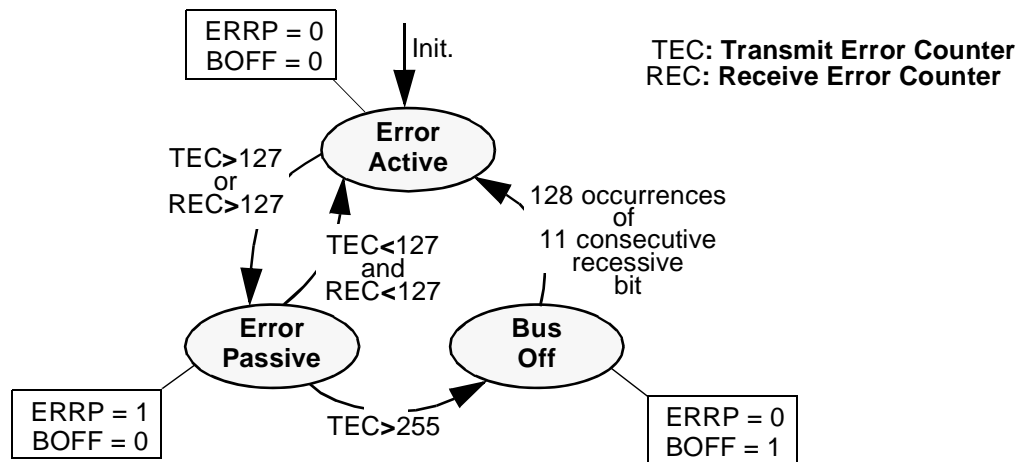 ERRP = 0
BOFF = 0
Init.
TEC: Transmit Error Counter
REC: Receive Error Counter
Error
Active
TEC>127
or
REC>127
TEC<127
and
REC<127
128 occurrences
of
11 consecutive
recessive
bit
Error
Passive
Bus
Off
ERRP = 1
BOFF = 0
TEC>255
ERRP = 0
BOFF = 1